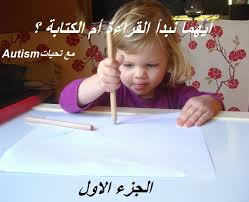 أيهما نبدأ القراءة أم الكتابة ؟
مع تحيات Autism
الجزء الاول